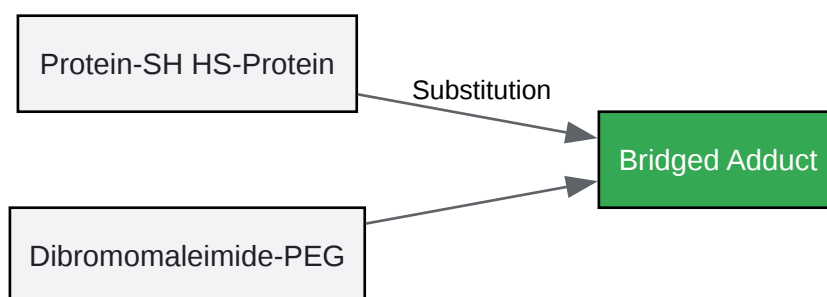 Protein-SH HS-Protein
Substitution
Bridged Adduct
Dibromomaleimide-PEG